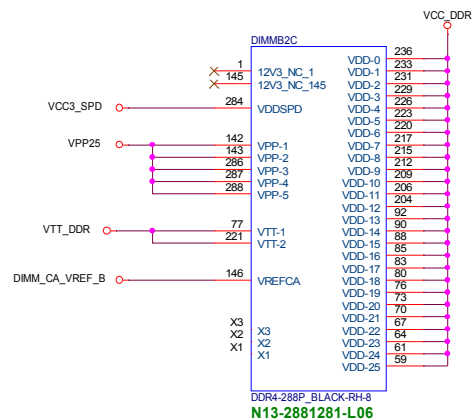 VCC_DDR
DIMMB2C
1 12V3_NC_1
145 12V3_NC_145
VCC3_SPD 284 VDDSPD
VPP25 142 VPP-1
143 VPP-2
286 VPP-3
287 VPP-4
288 VPP-5
VTT_DDR 77 VTT-1
221 VTT-2
DIMM_CA_VREF_B 146 VREFCA
X3 X3
X2 X2
X1 X1
VDD-0 236
VDD-1 233
VDD-2 231
VDD-3 229
VDD-4 226
VDD-5 223
VDD-6 220
VDD-7 217
VDD-8 215
VDD-9 212
VDD-10 209
VDD-11 206
VDD-12 204
VDD-13 92
VDD-14 90
VDD-15 88
VDD-16 85
VDD-17 83
VDD-18 80
VDD-19 76
VDD-20 73
VDD-21 70
VDD-22 67
VDD-23 64
VDD-24 61
VDD-25 59
DDR4-288P_BLACK-RH-8
N13-2881281-L06